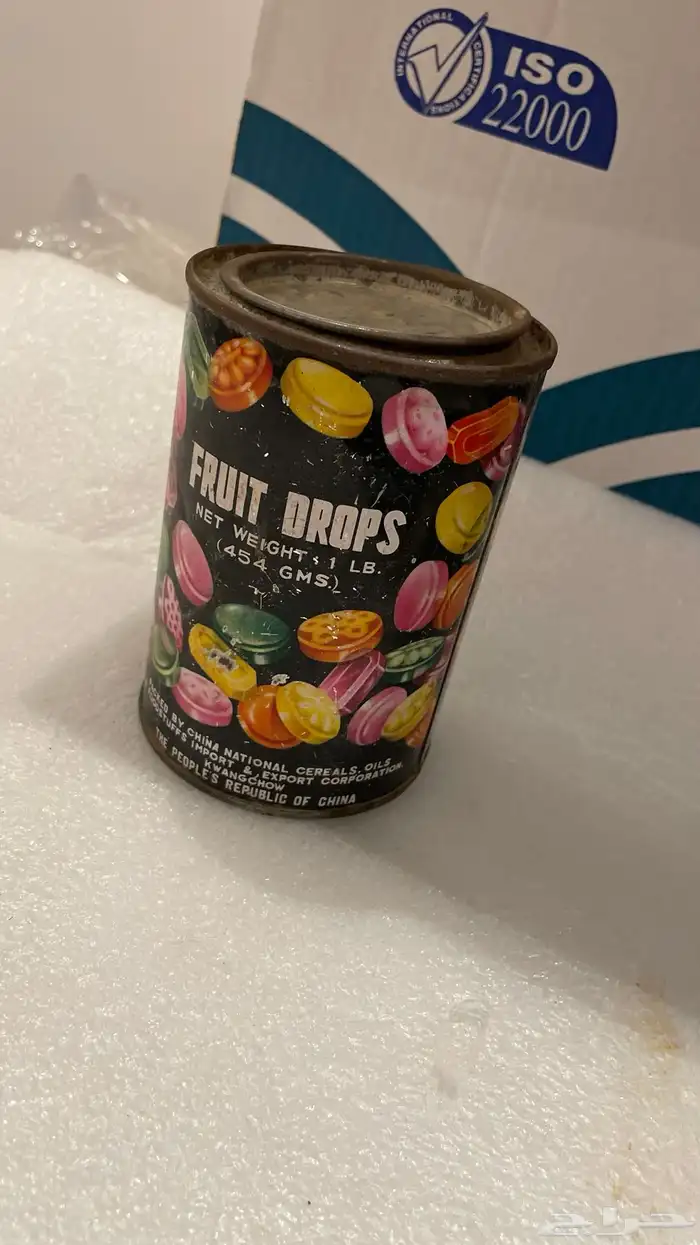 INTERNATIONAL
CERTIFICATIONS
ISO
22000
FRUIT DROPS
NET WEIGHT: 1 LB.
(454 GMS.)
PACKED BY CHINA NATIONAL CEREALS, OILS
FOODSTUFFS IMPORT & EXPORT CORPORATION.
KWANGCHOW
THE PEOPLE'S REPUBLIC OF CHINA
حراج